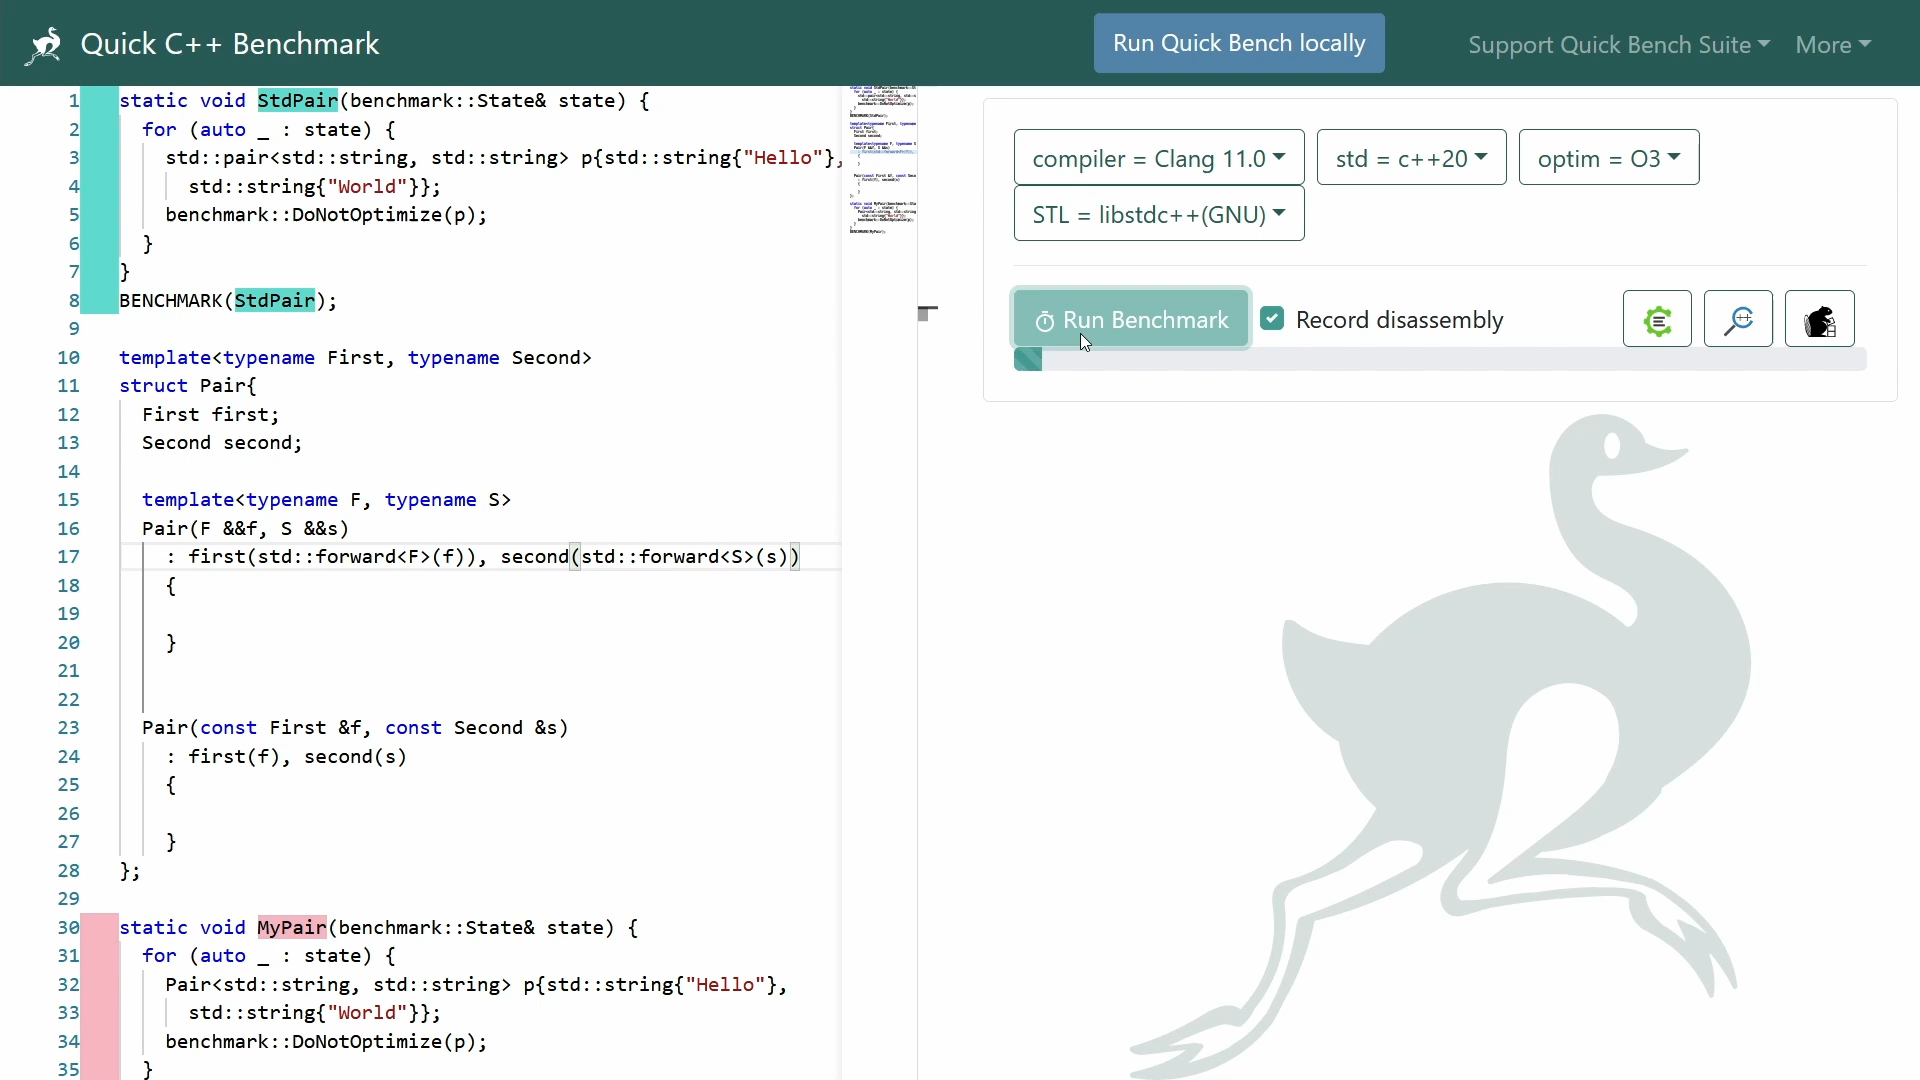 Quick C++ Benchmark
Run Quick Bench locally
Support Quick Bench Suite
More
1 static void StdPair(benchmark::State& state) {
2 for (auto _ : state) {
3 std::pair<std::string, std::string> p{std::string{"Hello"},
4 std::string{"World"}};
5 benchmark::DoNotOptimize(p);
6 }
7 }
8 BENCHMARK(StdPair);
9
10 template<typename First, typename Second>
11 struct Pair{
12 First first;
13 Second second;
14
15 template<typename F, typename S>
16 Pair(F &&f, S &&s)
17 : first(std::forward<F>(f)), second(std::forward<S>(s))
18 {
19
20 }
21
22
23 Pair(const First &f, const Second &s)
24 : first(f), second(s)
25 {
26
27 }
28 };
29
30 static void MyPair(benchmark::State& state) {
31 for (auto _ : state) {
32 Pair<std::string, std::string> p{std::string{"Hello"},
33 std::string{"World"}};
34 benchmark::DoNotOptimize(p);
35 }
compiler = Clang 11.0
std = c++20
optim = O3
STL = libstdc++(GNU)
Run Benchmark
Record disassembly